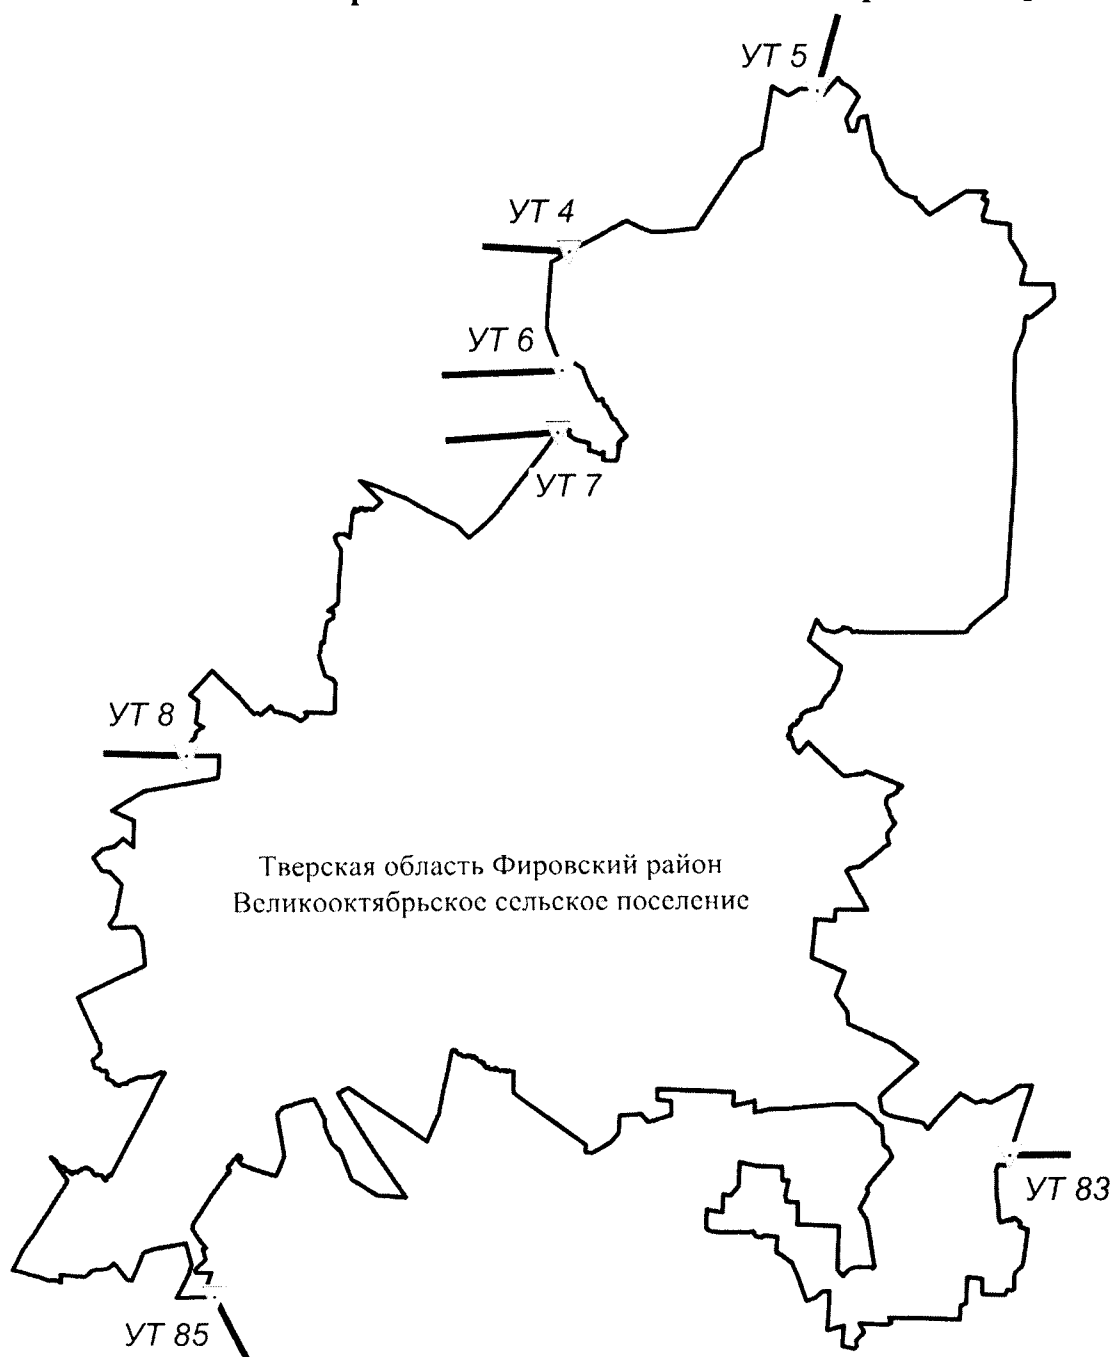 УТ 5
УТ 4
УТ 6
УТ 7
УТ 8
Тверская область Фировский район
Великооктябрьское сельское поселение
УТ 83
УТ 85